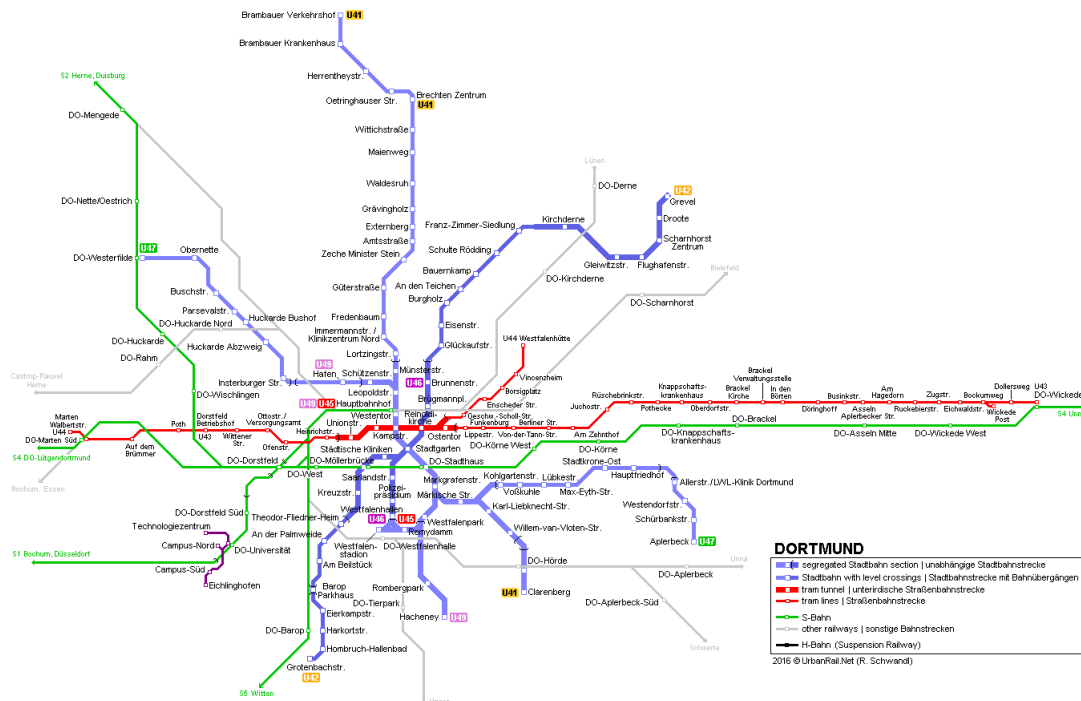 Brambauer Verkehrshof
U41
Brambauer Krankenhaus
Herrentheystr.
Oetringhauser Str.
Brechten Zentrum
U41
Wittichstraße
Maienweg
Waldesruh
Grävingholz
Externberg
Amtsstraße
Zeche Minister Stein
Güterstraße
Fredenbaum
Immermannstr. /
Klinikzentrum Nord
Lortzingstr.
S2 Herne, Duisburg
DO-Mengede
DO-Nette/Oestrich
U47
DO-Westerfilde
Obernette
Buschstr.
Parsevalstr.
Huckarde Bushof
DO-Huckarde Nord
Huckarde Abzweig
DO-Huckarde
DO-Rahm
Castrop-Rauxel
Herne
DO-Wischlingen
Insterburger Str.
U49
Hafen
Schützenstr.
Leopoldstr.
U49
U45
Hauptbahnhof
Lünen
DO-Derne
U42
Grevel
Droote
Scharnhorst
Zentrum
Flughafenstr.
Gleiwitzstr.
Kirchderne
Franz-Zimmer-Siedlung
Schulte Rödding
Bauernkamp
An den Teichen
Burgholz
Eisenstr.
Glückaufstr.
Münsterstr.
U46
Brunnenstr.
Brügmannpl.
DO-Kirchderne
Bielefeld
DO-Scharnhorst
U44 Westfalenhütte
Vincenzheim
Borsigplatz
Enscheder Str.
Geschw.-Scholl-Str.
Reinoldi-
kirche
Westentor
Unionstr.
Kampstr.
Ostentor
Stadtgarten
Heinrichstr.
Ofenstr.
Ottostr./
Versorgungsamt
Wittener
Str.
Dorstfeld
Betriebshof
U43
Poth
Auf dem
Brümmer
Marten
Walbertstr.
U44
DO-Marten Süd
S4 DO-Lütgendortmund
Bochum, Essen
Funkenburg
Lippestr.
Berliner Str.
Von-der-Tann-Str.
Juchostr.
Am Zehnthof
Rüschebrinkstr.
Pothecke
Knappschafts-
krankenhaus
Oberdorfstr.
Brackel
Kirche
Brackel
Verwaltungsstelle
In den
Börten
Döringhoff
Businkstr.
Asseln
Aplerbecker Str.
Am
Hagedorn
Ruckebierstr.
Zugstr.
Eichwaldstr.
Bockumweg
Dollersweg
Wickede
Post
U43
DO-Wickede
S4 Unna
DO-Wickede West
DO-Asseln Mitte
DO-Brackel
DO-Knappschafts-
krankenhaus
DO-Körne
DO-Körne West
DO-Stadthaus
Städtische Kliniken
DO-Möllerbrücke
DO-West
DO-Dorstfeld
S4 Unna
Saarlandstr.
Kreuzstr.
Polizei-
präsidium
Markgrafenstr.
Märkische Str.
Theodor-Fliedner-Heim
Westfalenhallen
U46
U45
An der Palmweide
Westfalen-
stadion
Remydamm
Westfalenpark
DO-Westfalenhalle
Am Beilstück
Barop
Parkhaus
Eierkampstr.
Harkortstr.
Hombruch-Hallenbad
Grotenbachstr.
U42
DO-Barop
S5 Witten
DO-Tierpark
Rombergpark
Hacheney
U49
Kohlgartenstr.
Voßkuhle
Lübkestr.
Max-Eyth-Str.
Stadtkrone-Ost
Hauptfriedhof
Allerstr./LWL-Klinik Dortmund
Westendorfstr.
Schürbankstr.
Aplerbeck
U47
Karl-Liebknecht-Str.
Willem-van-Vloten-Str.
DO-Hörde
U41
Clarenberg
DO-Aplerbeck
Unna
DO-Aplerbeck-Süd
Schwerte
DO-Dorstfeld Süd
Technologiezentrum
DO-Universität
Campus-Nord
Campus-Süd
Eichlinghofen
S1 Bochum, Düsseldorf
DORTMUND
segregated Stadtbahn section | unabhängige Stadtbahnstrecke
Stadtbahn with level crossings | Stadtbahnstrecke mit Bahnübergängen
tram tunnel | unterirdische Straßenbahnstrecke
tram lines | Straßenbahnstrecke
S-Bahn
other railways | sonstige Bahnstrecken
H-Bahn (Suspension Railway)
2016 © UrbanRail.Net (R. Schwandl)